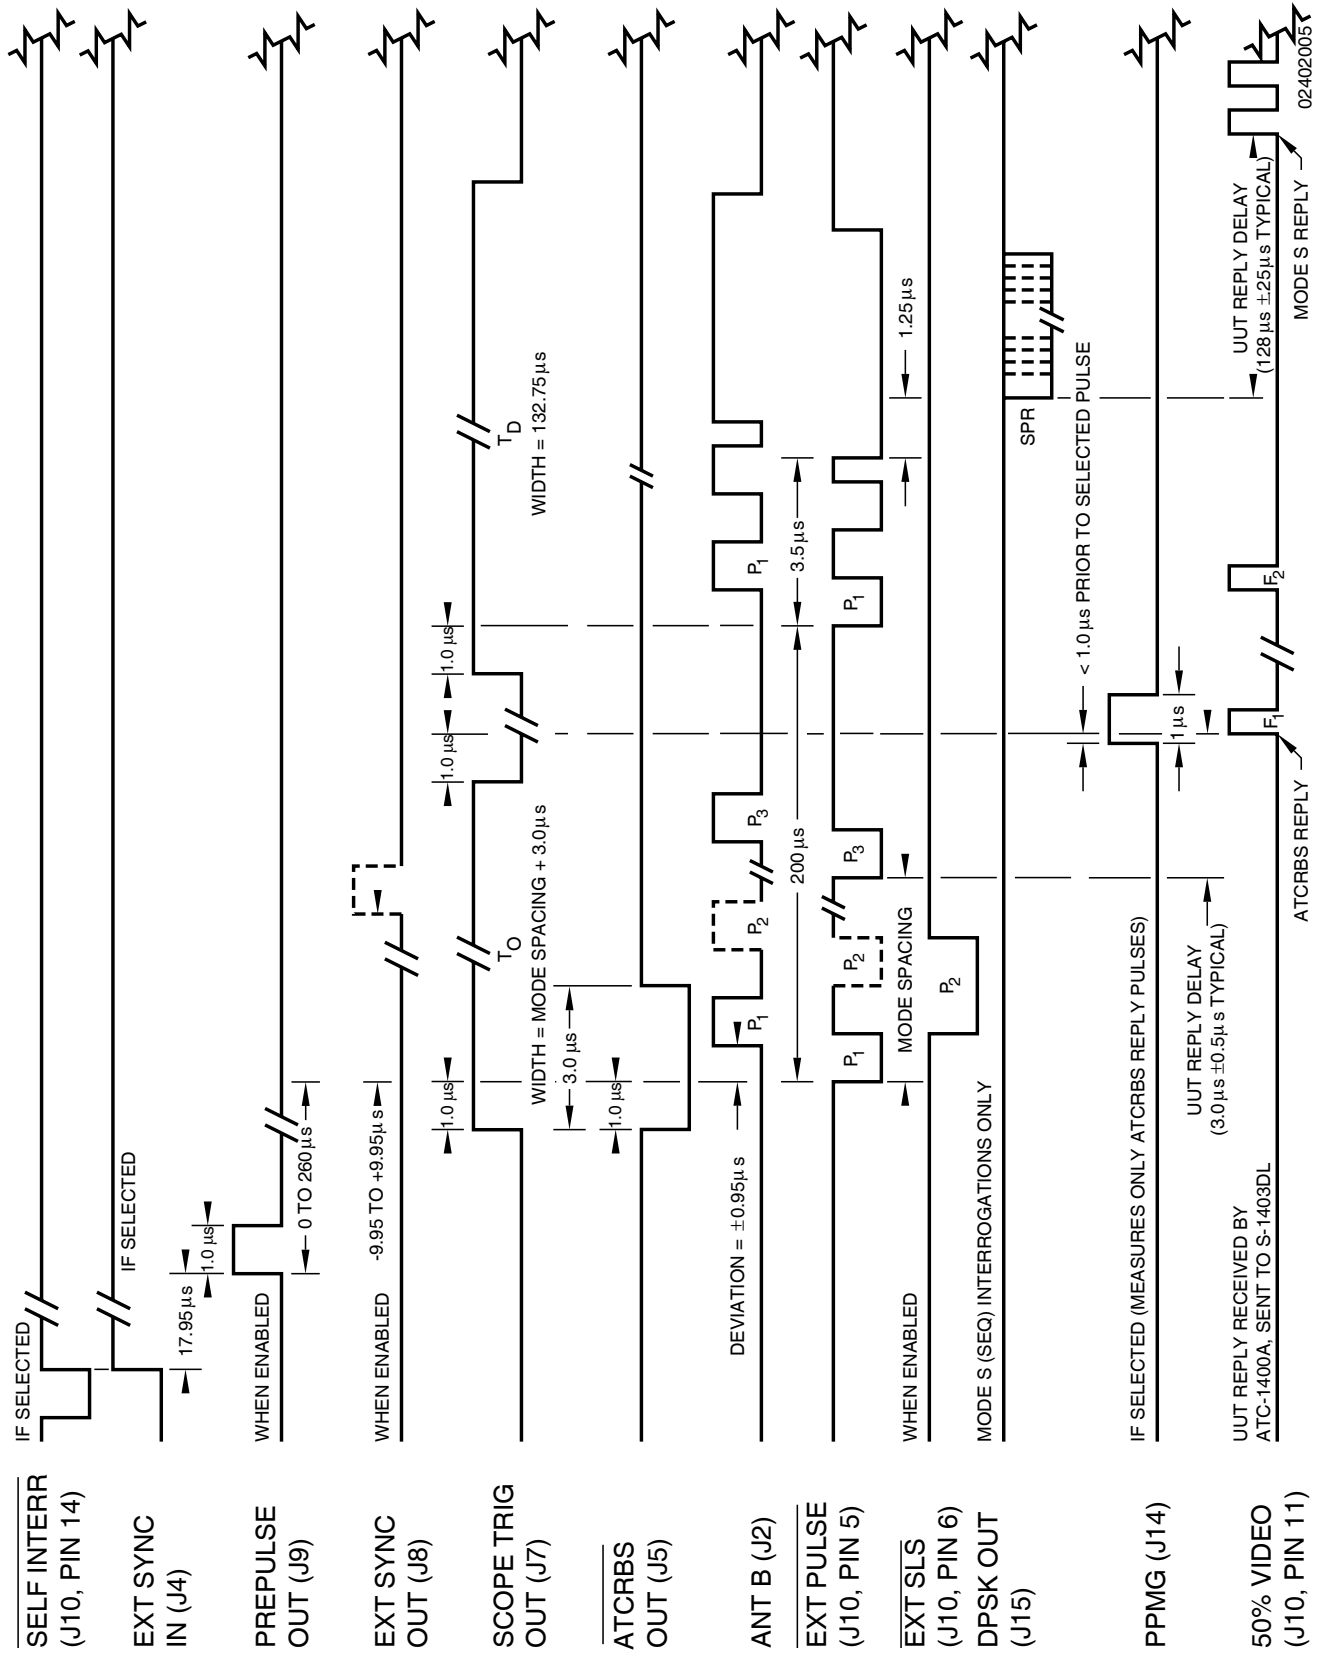 SELF INTERR
(J10, PIN 14)
IF SELECTED
EXT SYNC
IN (J4)
IF SELECTED
17.95µs
PREPULSE
OUT (J9)
WHEN ENABLED
1.0 µs
0 TO 260µs
EXT SYNC
OUT (J8)
WHEN ENABLED
-9.95 TO +9.95µs
SCOPE TRIG
OUT (J7)
1.0 µs
TO
WIDTH = MODE SPACING + 3.0µs
1.0 µs
1.0 µs
TD
WIDTH = 132.75µs
ATCRBS
OUT (J5)
3.0 µs
1.0 µs
ANT B (J2)
DEVIATION = ±0.95µs
P1
P2
P3
P1
200µs
3.5µs
EXT PULSE
(J10, PIN 5)
P1
P2
P3
P1
MODE SPACING
1.25µs
EXT SLS
(J10, PIN 6)
WHEN ENABLED
P2
DPSK OUT
(J15)
MODE S (SEQ) INTERROGATIONS ONLY
SPR
< 1.0 µs PRIOR TO SELECTED PULSE
PPMG (J14)
IF SELECTED (MEASURES ONLY ATCRBS REPLY PULSES)
1µs
UUT REPLY DELAY
(3.0µs ±0.5µs TYPICAL)
UUT REPLY DELAY
(128µs ±.25µs TYPICAL)
50% VIDEO
(J10, PIN 11)
UUT REPLY RECEIVED BY
ATC-1400A, SENT TO S-1403DL
F1
F2
ATCRBS REPLY
MODE S REPLY
02402005